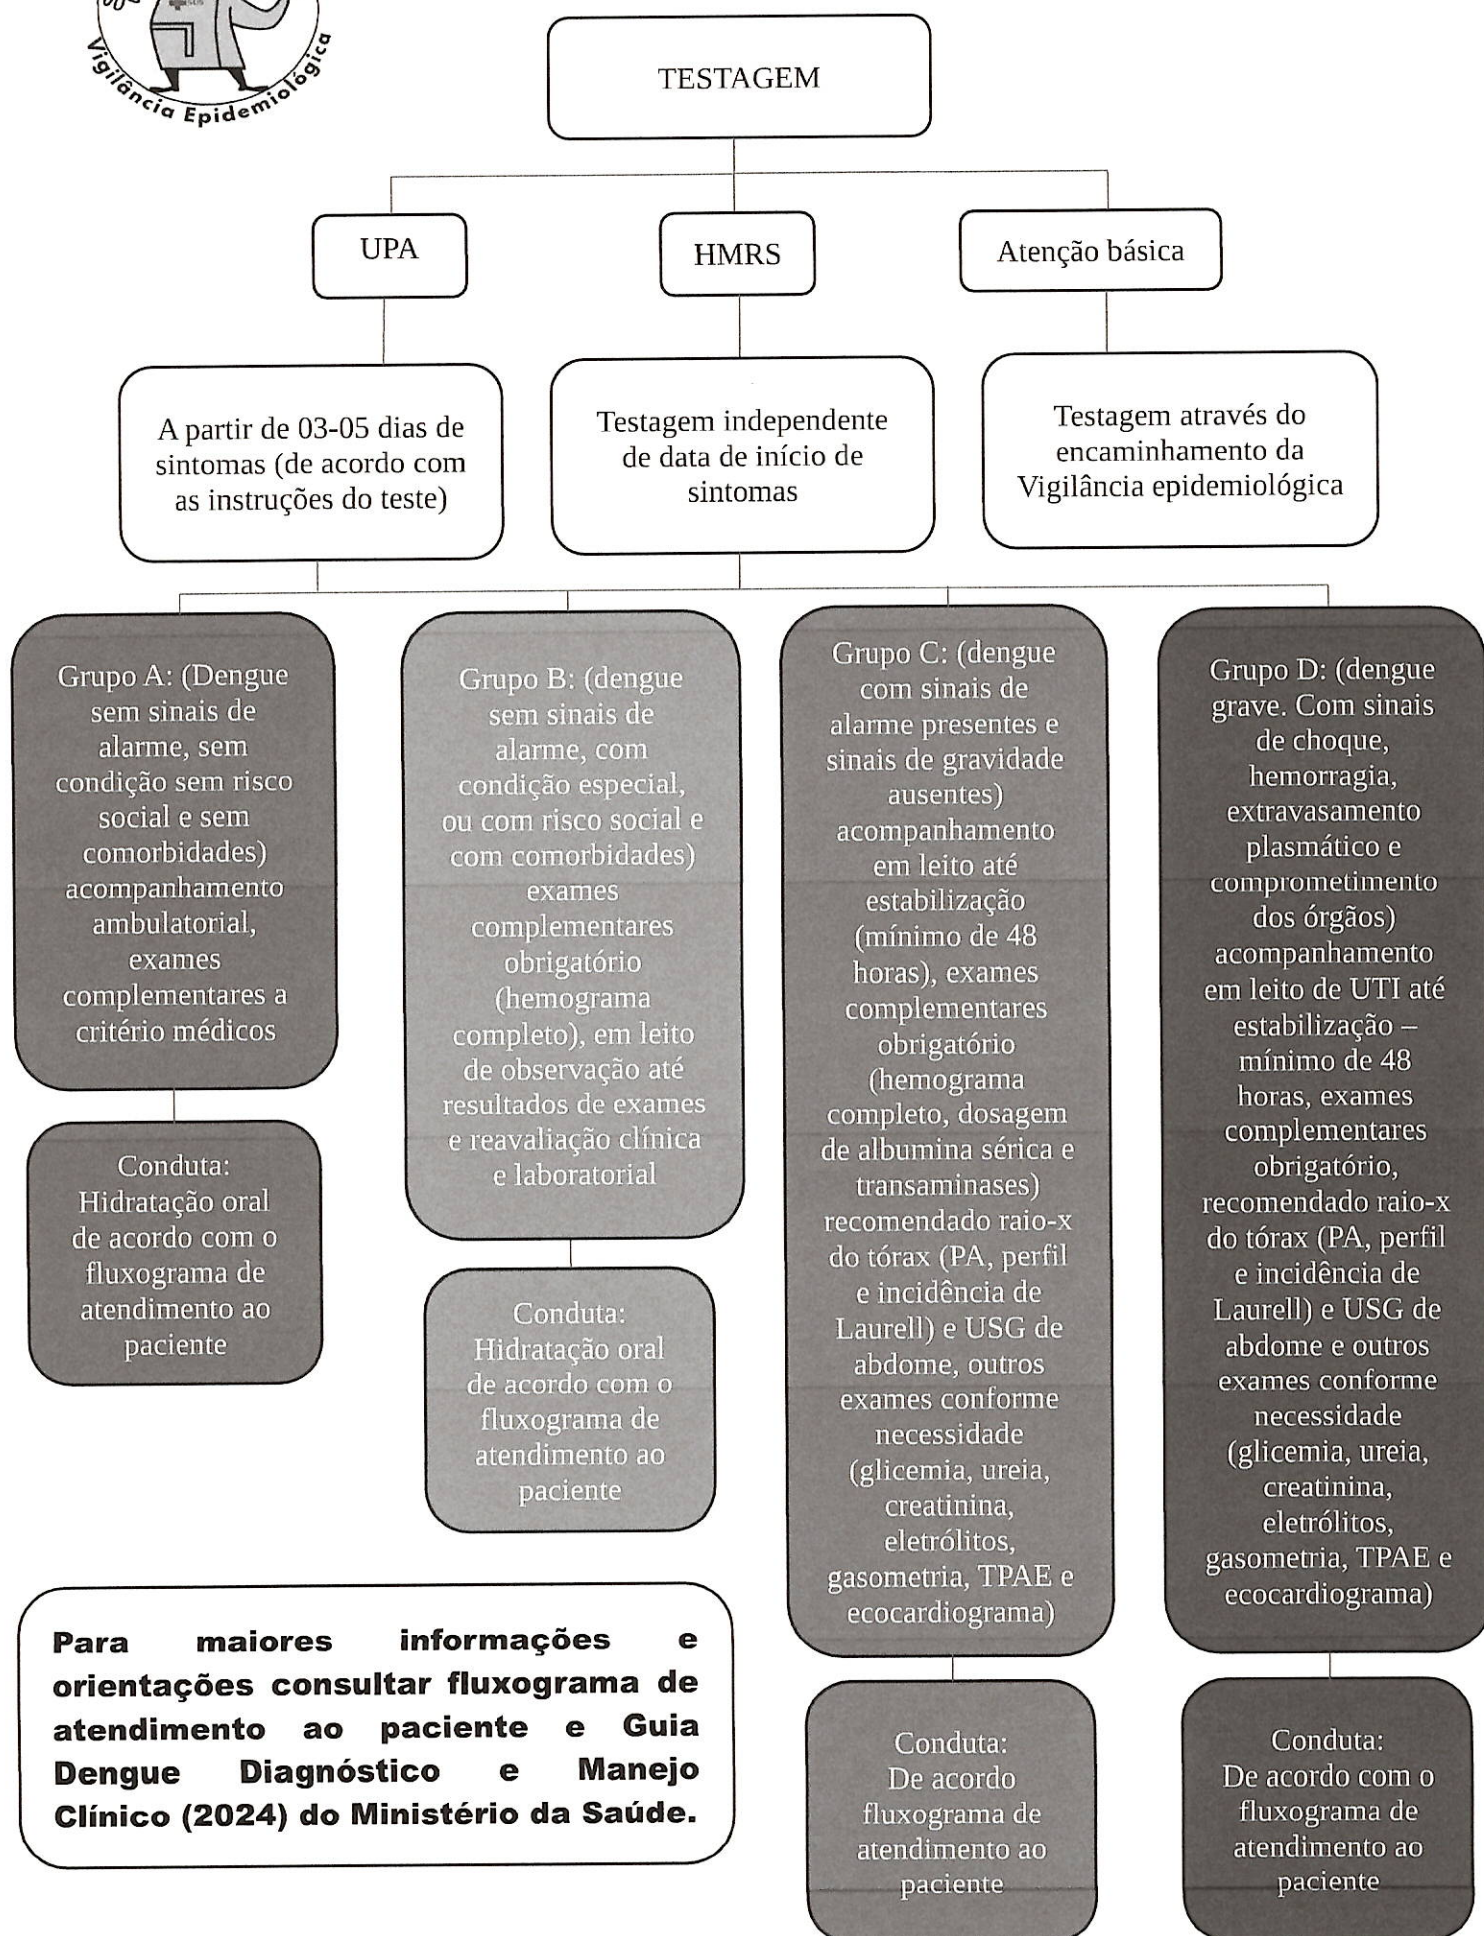 SUS
Vigilância Epidemiológica
TESTAGEM
UPA
HMRS
Atenção básica
A partir de 03-05 dias de
sintomas (de acordo com
as instruções do teste)
Testagem independente
de data de início de
sintomas
Testagem através do
encaminhamento da
Vigilância epidemiológica
Grupo A: (Dengue
sem sinais de
alarme, sem
condição sem risco
social e sem
comorbidades)
acompanhamento
ambulatorial,
exames
complementares a
critério médicos
Conduta:
Hidratação oral
de acordo com o
fluxograma de
atendimento ao
paciente
Grupo B: (dengue
sem sinais de
alarme, com
condição especial,
ou com risco social e
com comorbidades)
exames
complementares
obrigatório
(hemograma
completo), em leito
de observação até
resultados de exames
e reavaliação clínica
e laboratorial
Conduta:
Hidratação oral
de acordo com o
fluxograma de
atendimento ao
paciente
Grupo C: (dengue
com sinais de
alarme presentes e
sinais de gravidade
ausentes)
acompanhamento
em leito até
estabilização
(mínimo de 48
horas), exames
complementares
obrigatório
(hemograma
completo, dosagem
de albumina sérica e
transaminases)
recomendado raio-x
do tórax (PA, perfil
e incidência de
Laurell) e USG de
abdome, outros
exames conforme
necessidade
(glicemia, ureia,
creatinina,
eletrólitos,
gasometria, TPAE e
ecocardiograma)
Conduta:
De acordo
fluxograma de
atendimento ao
paciente
Grupo D: (dengue
grave. Com sinais
de choque,
hemorragia,
extravasamento
plasmático e
comprometimento
dos órgãos)
acompanhamento
em leito de UTI até
estabilização –
mínimo de 48
horas, exames
complementares
obrigatório,
recomendado raio-x
do tórax (PA, perfil
e incidência de
Laurell) e USG de
abdome e outros
exames conforme
necessidade
(glicemia, ureia,
creatinina,
eletrólitos,
gasometria, TPAE e
ecocardiograma)
Conduta:
De acordo com o
fluxograma de
atendimento ao
paciente
Para maiores informações e
orientações consultar fluxograma de
atendimento ao paciente e Guia
Dengue Diagnóstico e Manejo
Clínico (2024) do Ministério da Saúde.